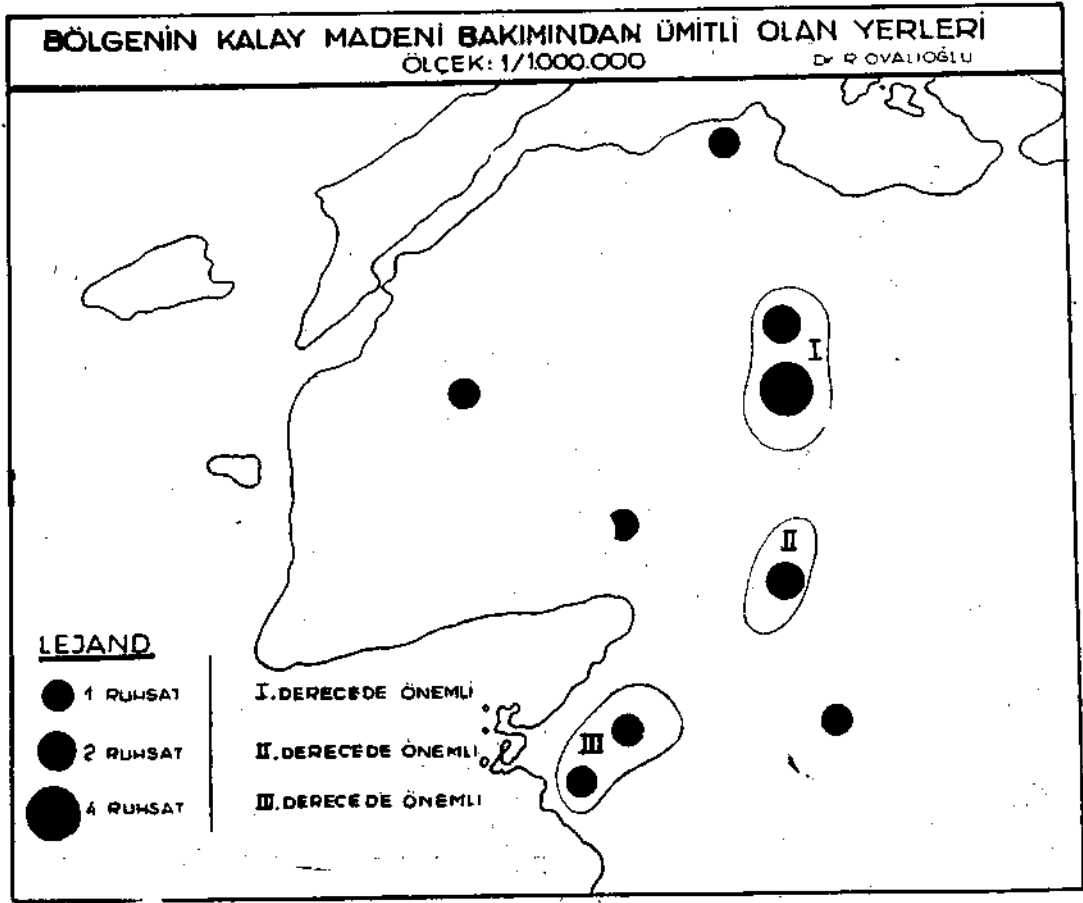 BÖLGENİN KALAY MADENİ BAKIMINDAN ÜMİTLİ OLAN YERLERİ
ÖLÇEK: 1/1.000.000
Dr R OVALIOĞLU
I
II
III
LEJAND
1 RUHSAT
2 RUHSAT
4 RUHSAT
I. DERECEDE ÖNEMLİ
II. DERECEDE ÖNEMLİ
III. DERECEDE ÖNEMLİ